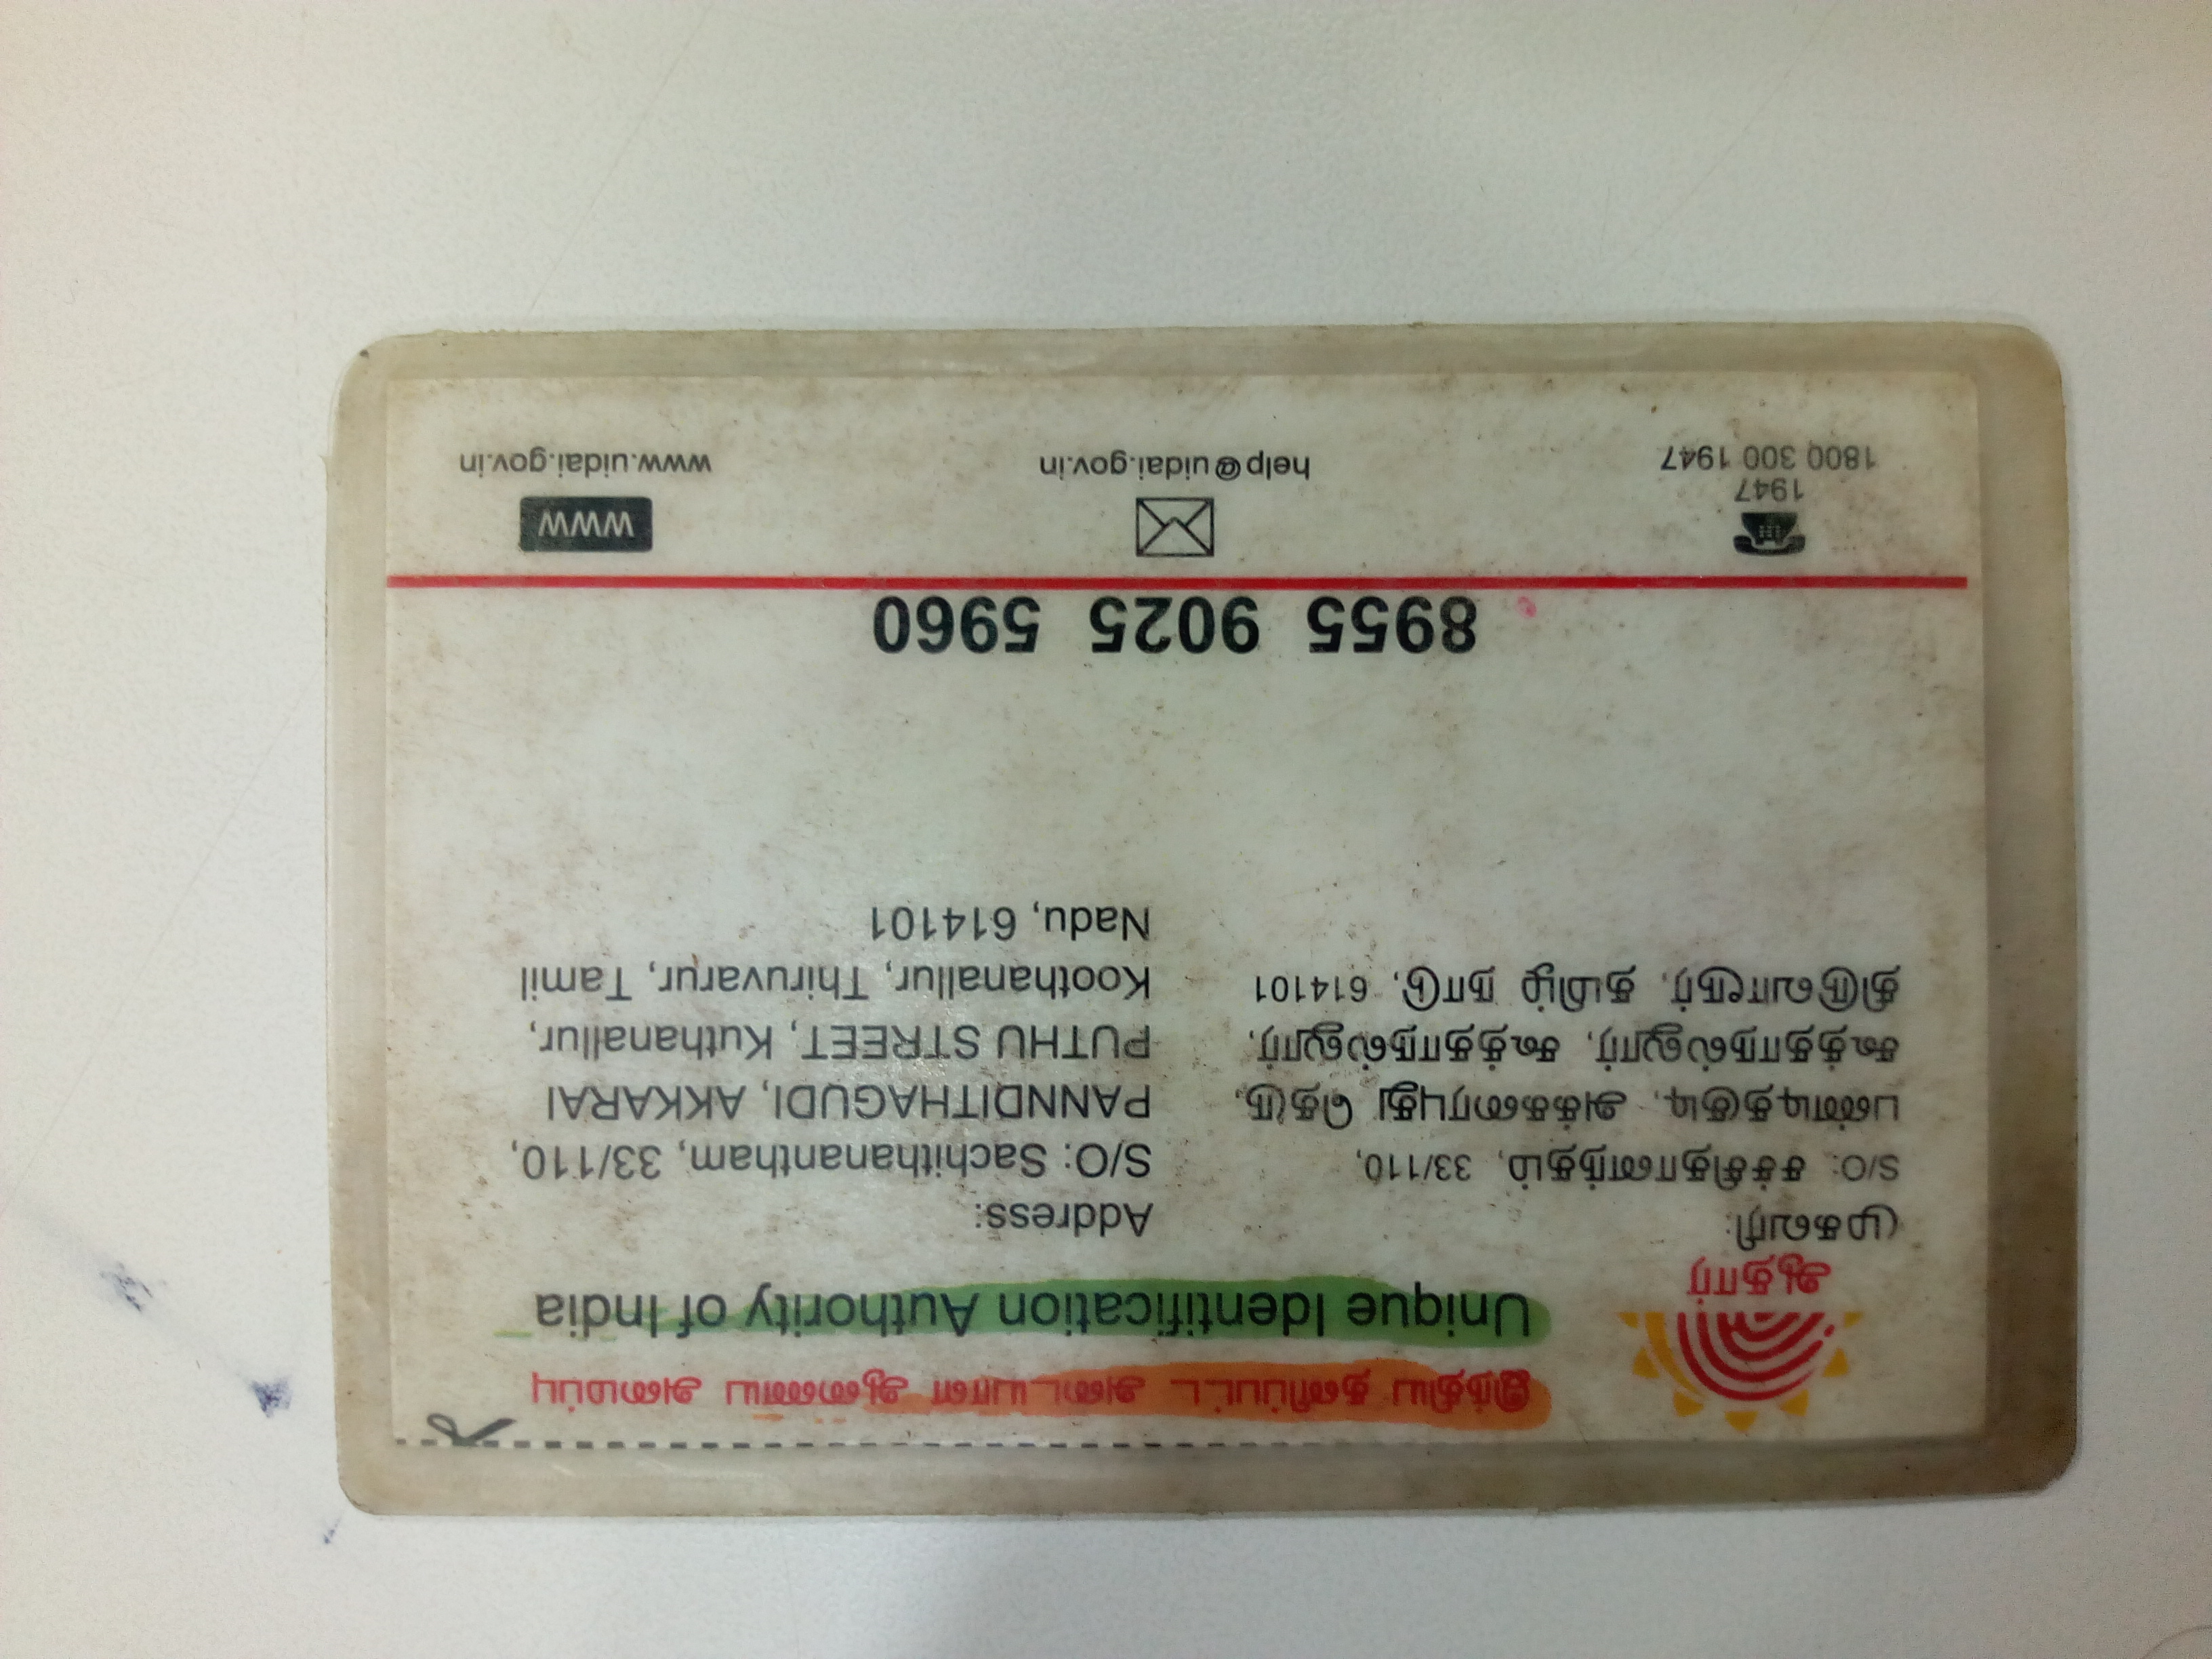 இந்திய தனிப்பட்ட அடையாள ஆணைய அமைப்பு
Unique Identification Authority of India
ஆதார்
முகவரி:
S/O: சச்சிதானந்தம், 33/110,
பண்டிதகுடி, அக்கரைபுது தெரு,
கூத்தாநல்லூர், கூத்தாநல்லூர்,
திருவாரூர், தமிழ் நாடு, 614101
Address:
S/O: Sachithanantham, 33/110,
PANNDITHAGUDI, AKKARAI
PUTHU STREET, Kuthanallur,
Koothanallur, Thiruvarur, Tamil
Nadu, 614101
8955 9025 5960
1947
1800 300 1947
help@uidai.gov.in
WWW
www.uidai.gov.in